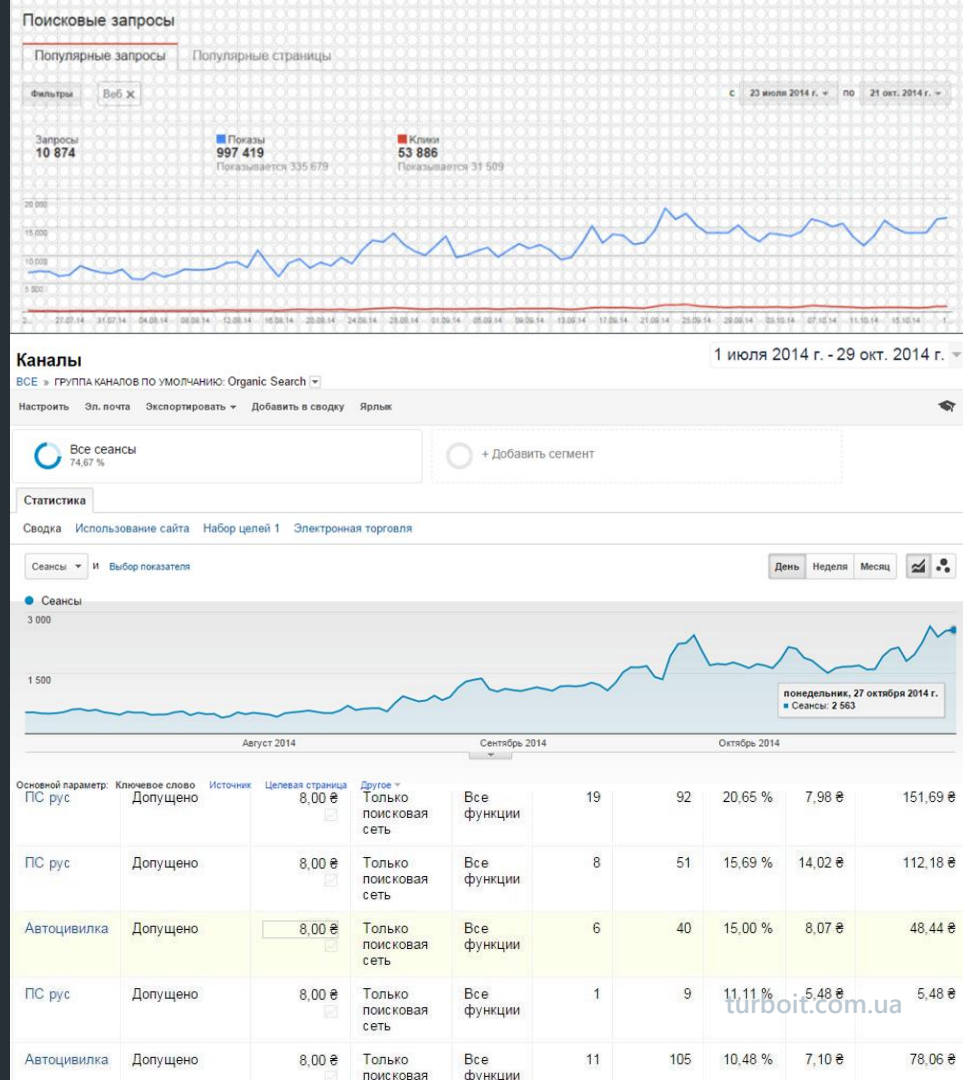 Поисковые запросы
Популярные запросы Популярные страницы
Фильтры Веб × с 23 июля 2014 г. по 21 окт. 2014 г.
Запросы Показы Клики
10 874 997 419 53 886
Показывается 335 679 Показывается 31 509
20 000
15 000
10 000
5 000
2... 27.07.14 31.07.14 04.08.14 08.08.14 12.08.14 16.08.14 20.08.14 24.08.14 28.08.14 01.09.14 05.09.14 09.09.14 13.09.14 17.09.14 21.09.14 25.09.14 29.09.14 03.10.14 07.10.14 11.10.14 15.10.14 1...
Каналы 1 июля 2014 г. - 29 окт. 2014 г.
ВСЕ » ГРУППА КАНАЛОВ ПО УМОЛЧАНИЮ: Organic Search
Настроить Эл. почта Экспортировать Добавить в сводку Ярлык
Все сеансы
74,67 %
+ Добавить сегмент
Статистика
Сводка Использование сайта Набор целей 1 Электронная торговля
Сеансы и Выбор показателя День Неделя Месяц
Сеансы
3 000
1 500
понедельник, 27 октября 2014 г.
Сеансы: 2 563
Август 2014 Сентябрь 2014 Октябрь 2014
Основной параметр: Ключевое слово Источник Целевая страница Другое
ПС рус Допущено 8,00 ₴ Только Все 19 92 20,65 % 7,98 ₴ 151,69 ₴
поисковая функции
сеть
ПС рус Допущено 8,00 ₴ Только Все 8 51 15,69 % 14,02 ₴ 112,18 ₴
поисковая функции
сеть
Автоцивилка Допущено 8,00 ₴ Только Все 6 40 15,00 % 8,07 ₴ 48,44 ₴
поисковая функции
сеть
ПС рус Допущено 8,00 ₴ Только Все 1 9 11,11 % 5,48 ₴ 5,48 ₴
поисковая функции
сеть
turboit.com.ua
Автоцивилка Допущено 8,00 ₴ Только Все 11 105 10,48 % 7,10 ₴ 78,06 ₴
поисковая функции